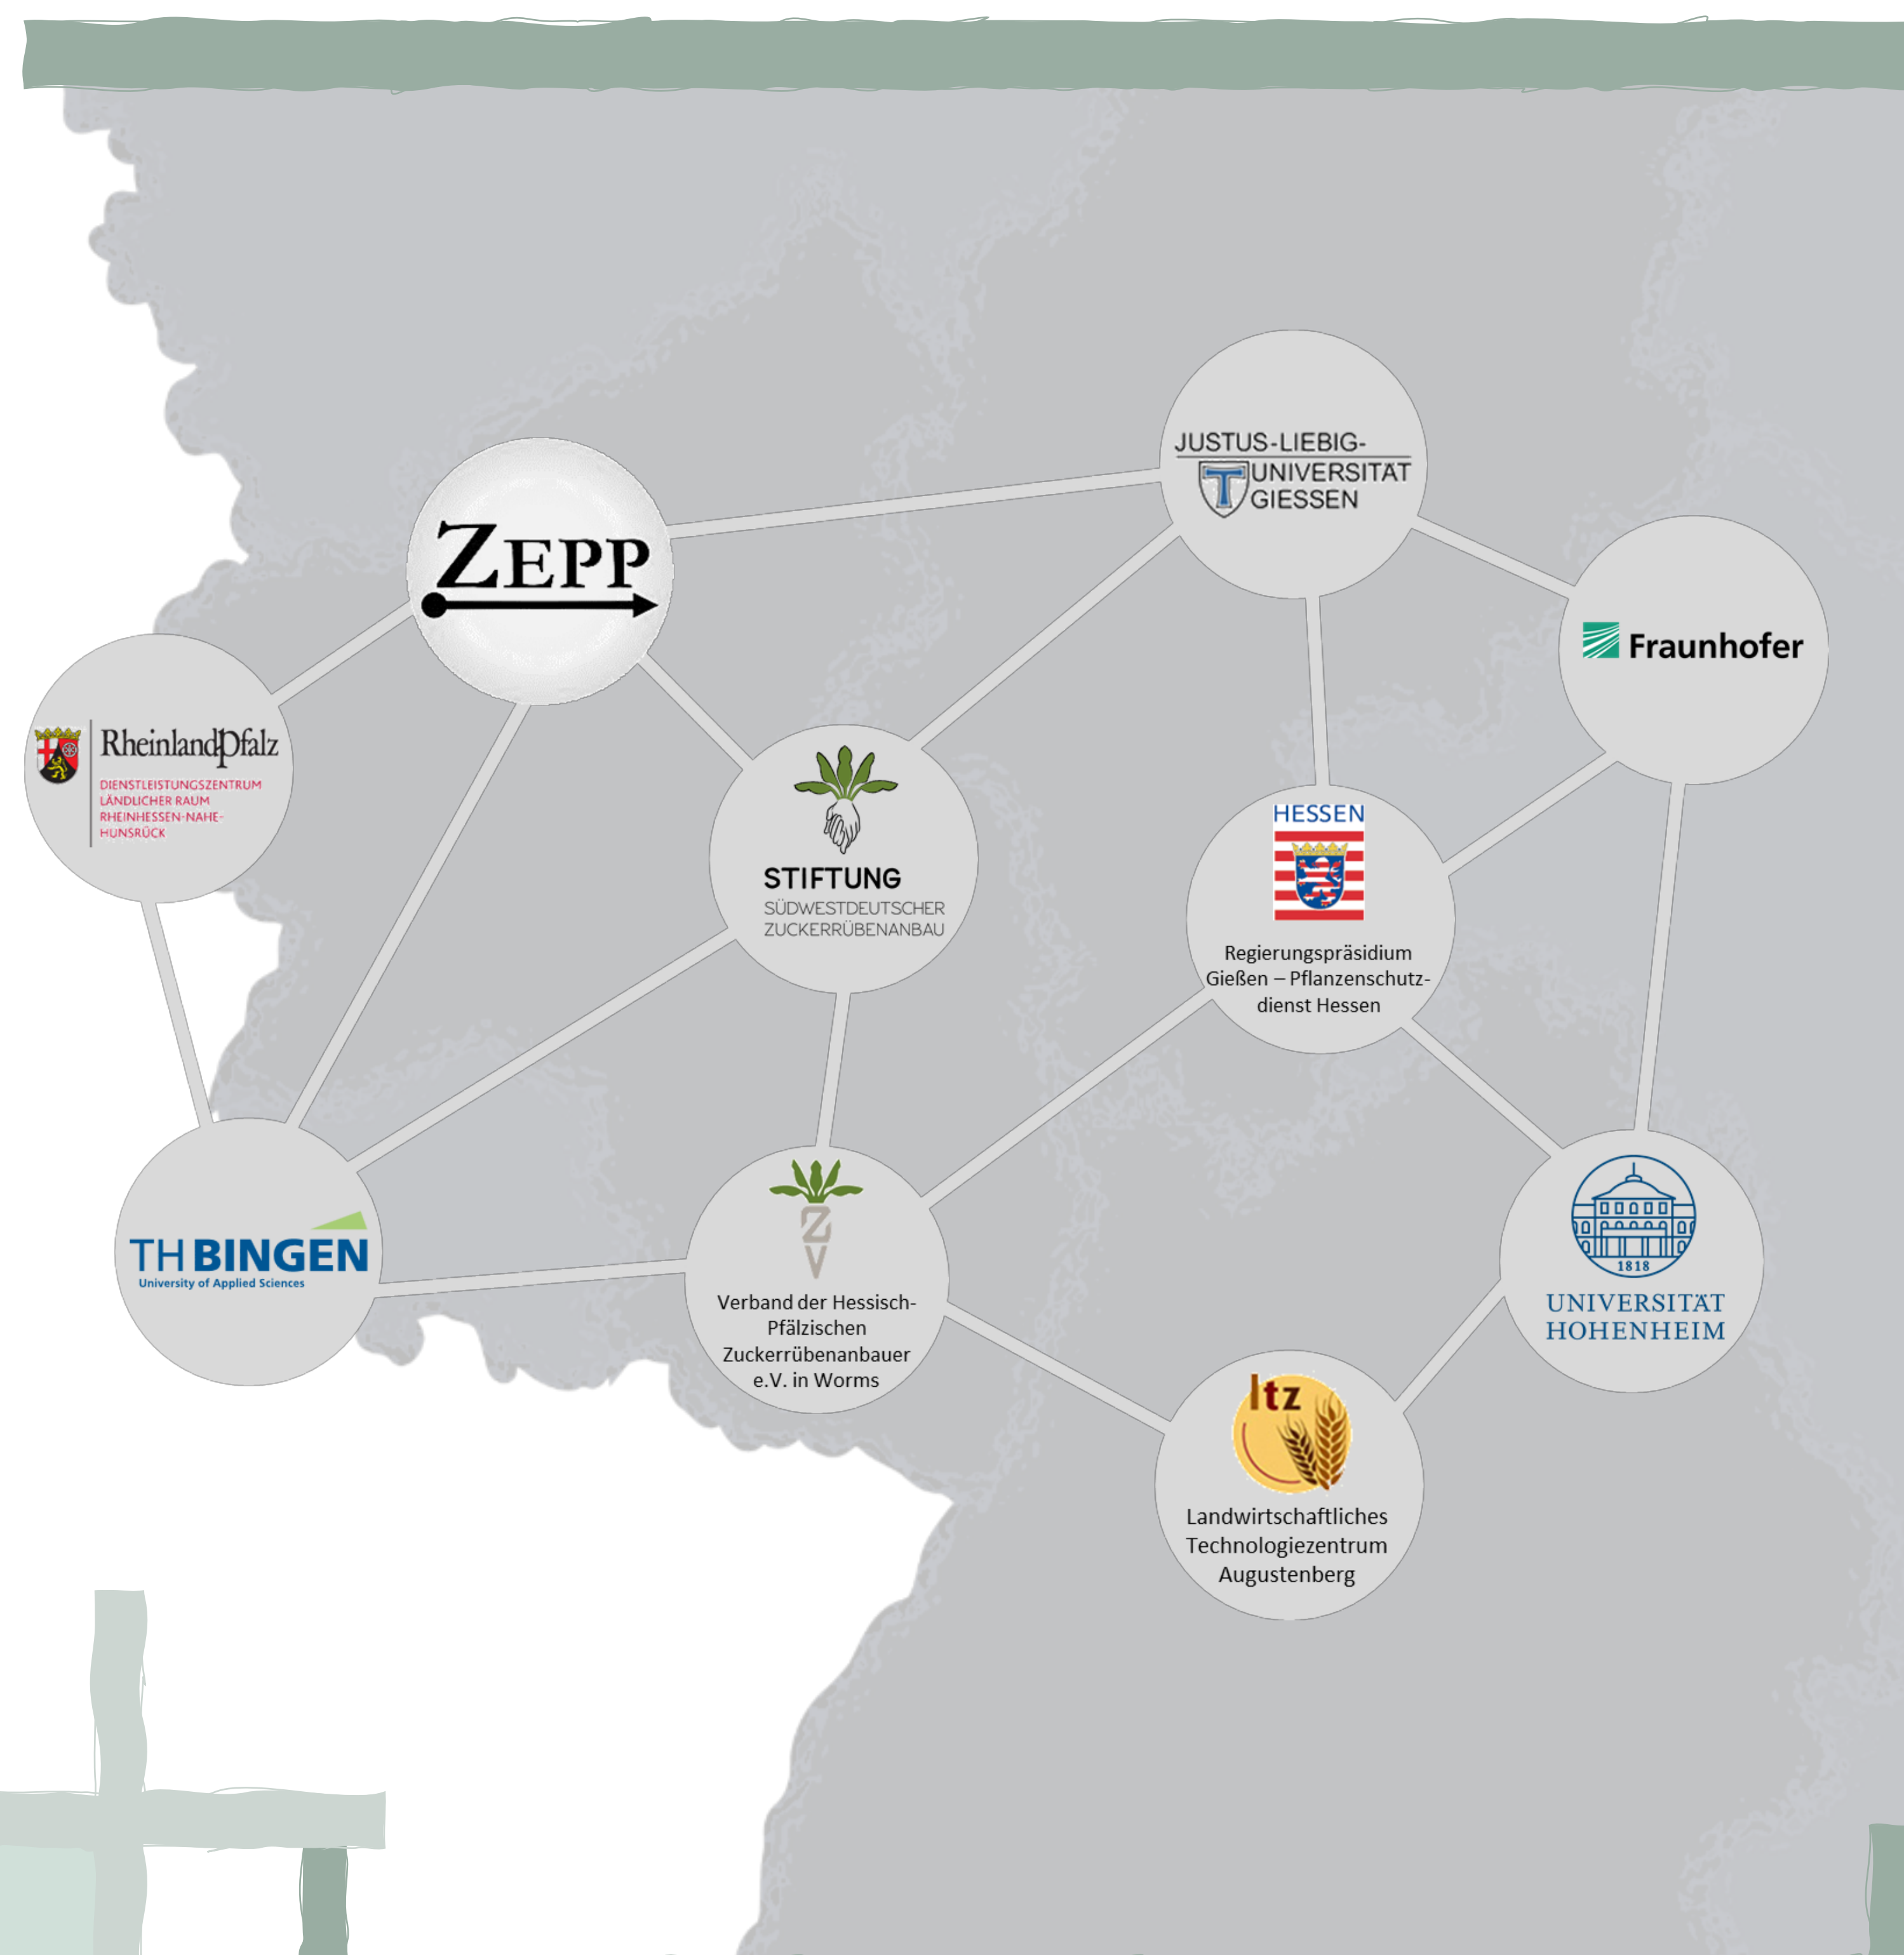 JUSTUS-LIEBIG-
UNIVERSITÄT
GIESSEN
ZEPP
Fraunhofer
RheinlandPfalz
DIENSTLEISTUNGSZENTRUM
LÄNDLICHER RAUM
RHEINHESSEN-NAHE-
HUNSRÜCK
STIFTUNG
SÜDWESTDEUTSCHER
ZUCKERRÜBENANBAU
HESSEN
Regierungspräsidium
Gießen – Pflanzenschutz-
dienst Hessen
TH BINGEN
University of Applied Sciences
Z
V
Verband der Hessisch-
Pfälzischen
Zuckerrübenanbauer
e.V. in Worms
1818
UNIVERSITÄT
HOHENHEIM
ltz
Landwirtschaftliches
Technologiezentrum
Augustenberg